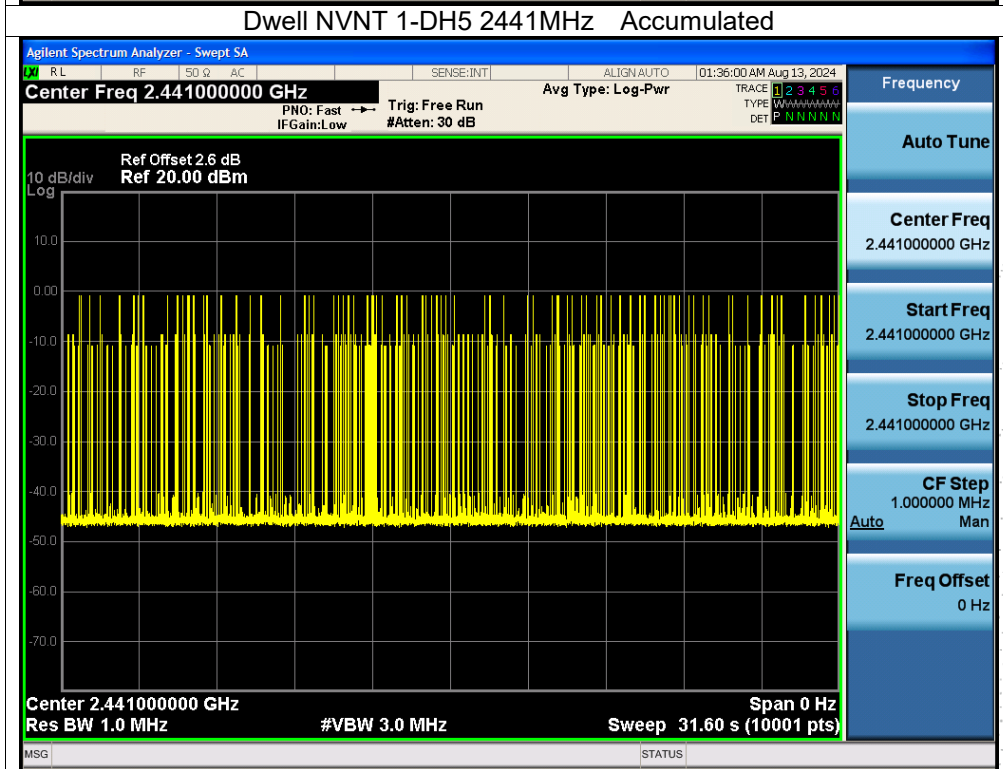 Dwell NVNT 1-DH5 2441MHz Accumulated
Agilent Spectrum Analyzer - Swept SA
LXI RL RF 50 Ω AC SENSE:INT ALIGN AUTO 01:36:00 AM Aug 13, 2024
Center Freq 2.441000000 GHz
PNO: Fast
IFGain:Low
Trig: Free Run
#Atten: 30 dB
Avg Type: Log-Pwr
TRACE 1 2 3 4 5 6
TYPE WWWWWW
DET P N N N N N
Ref Offset 2.6 dB
10 dB/div Ref 20.00 dBm
Log
10.0
0.00
-10.0
-20.0
-30.0
-40.0
-50.0
-60.0
-70.0
Center 2.441000000 GHz Span 0 Hz
Res BW 1.0 MHz #VBW 3.0 MHz Sweep 31.60 s (10001 pts)
MSG STATUS
Frequency
Auto Tune
Center Freq
2.441000000 GHz
Start Freq
2.441000000 GHz
Stop Freq
2.441000000 GHz
CF Step
1.000000 MHz
Auto Man
Freq Offset
0 Hz